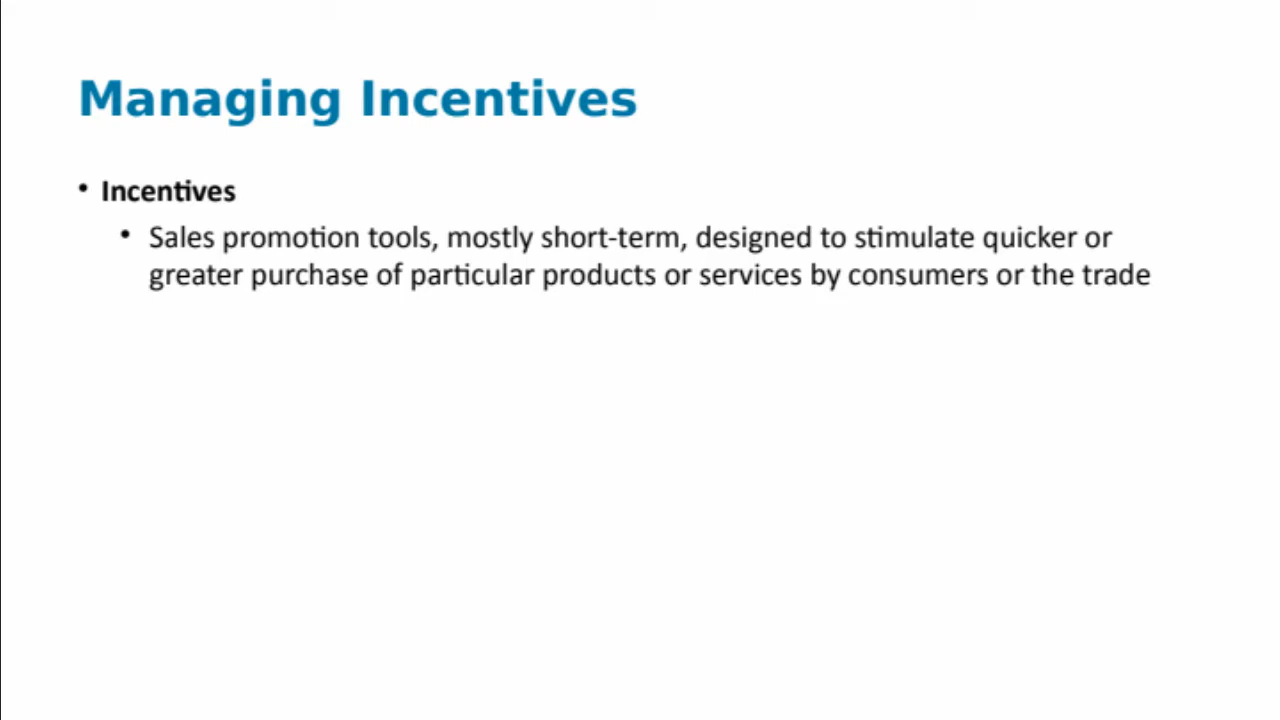 Managing Incentives
• Incentives
• Sales promotion tools, mostly short-term, designed to stimulate quicker or
greater purchase of particular products or services by consumers or the trade